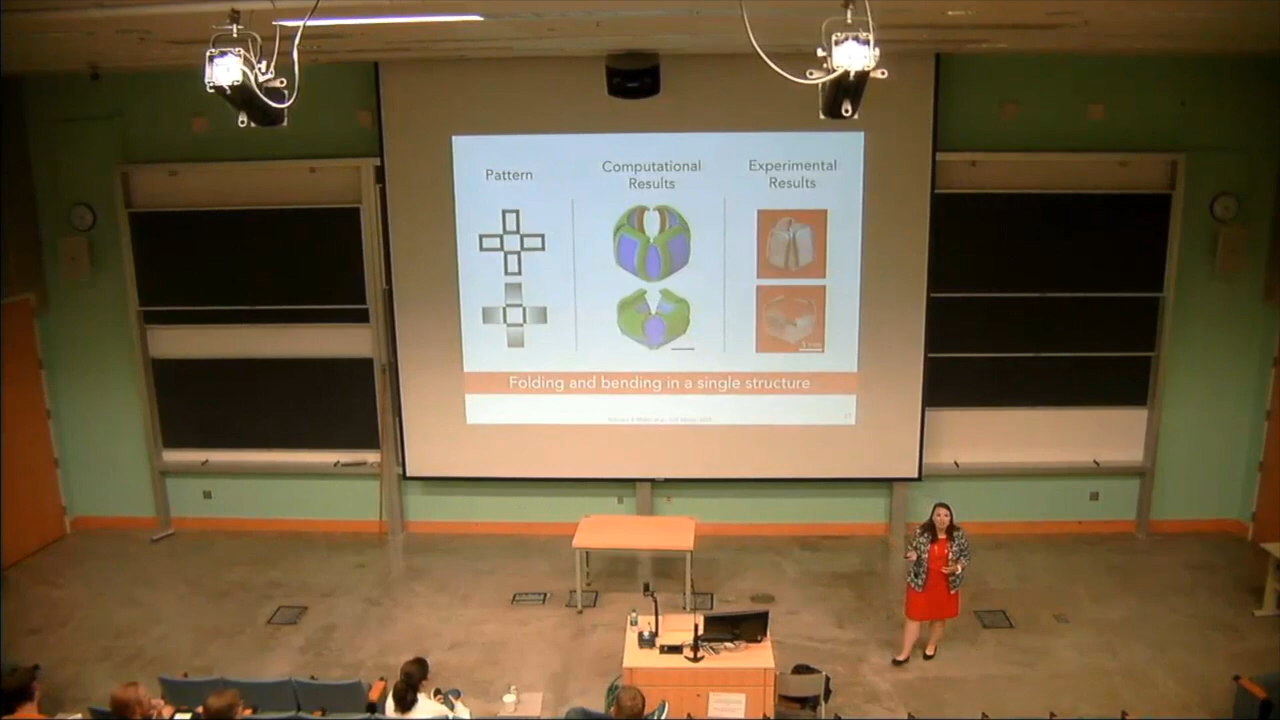 Pattern
Computational
Results
Experimental
Results
Folding and bending in a single structure